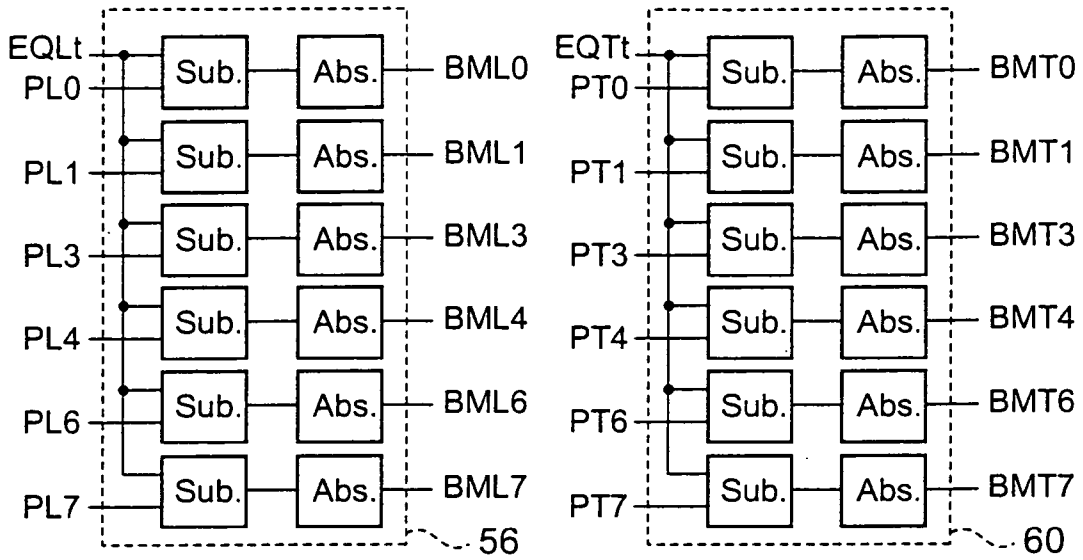 EQLt
PL0 Sub. Abs. BML0
PL1 Sub. Abs. BML1
PL3 Sub. Abs. BML3
PL4 Sub. Abs. BML4
PL6 Sub. Abs. BML6
PL7 Sub. Abs. BML7
56
EQTt
PT0 Sub. Abs. BMT0
PT1 Sub. Abs. BMT1
PT3 Sub. Abs. BMT3
PT4 Sub. Abs. BMT4
PT6 Sub. Abs. BMT6
PT7 Sub. Abs. BMT7
60